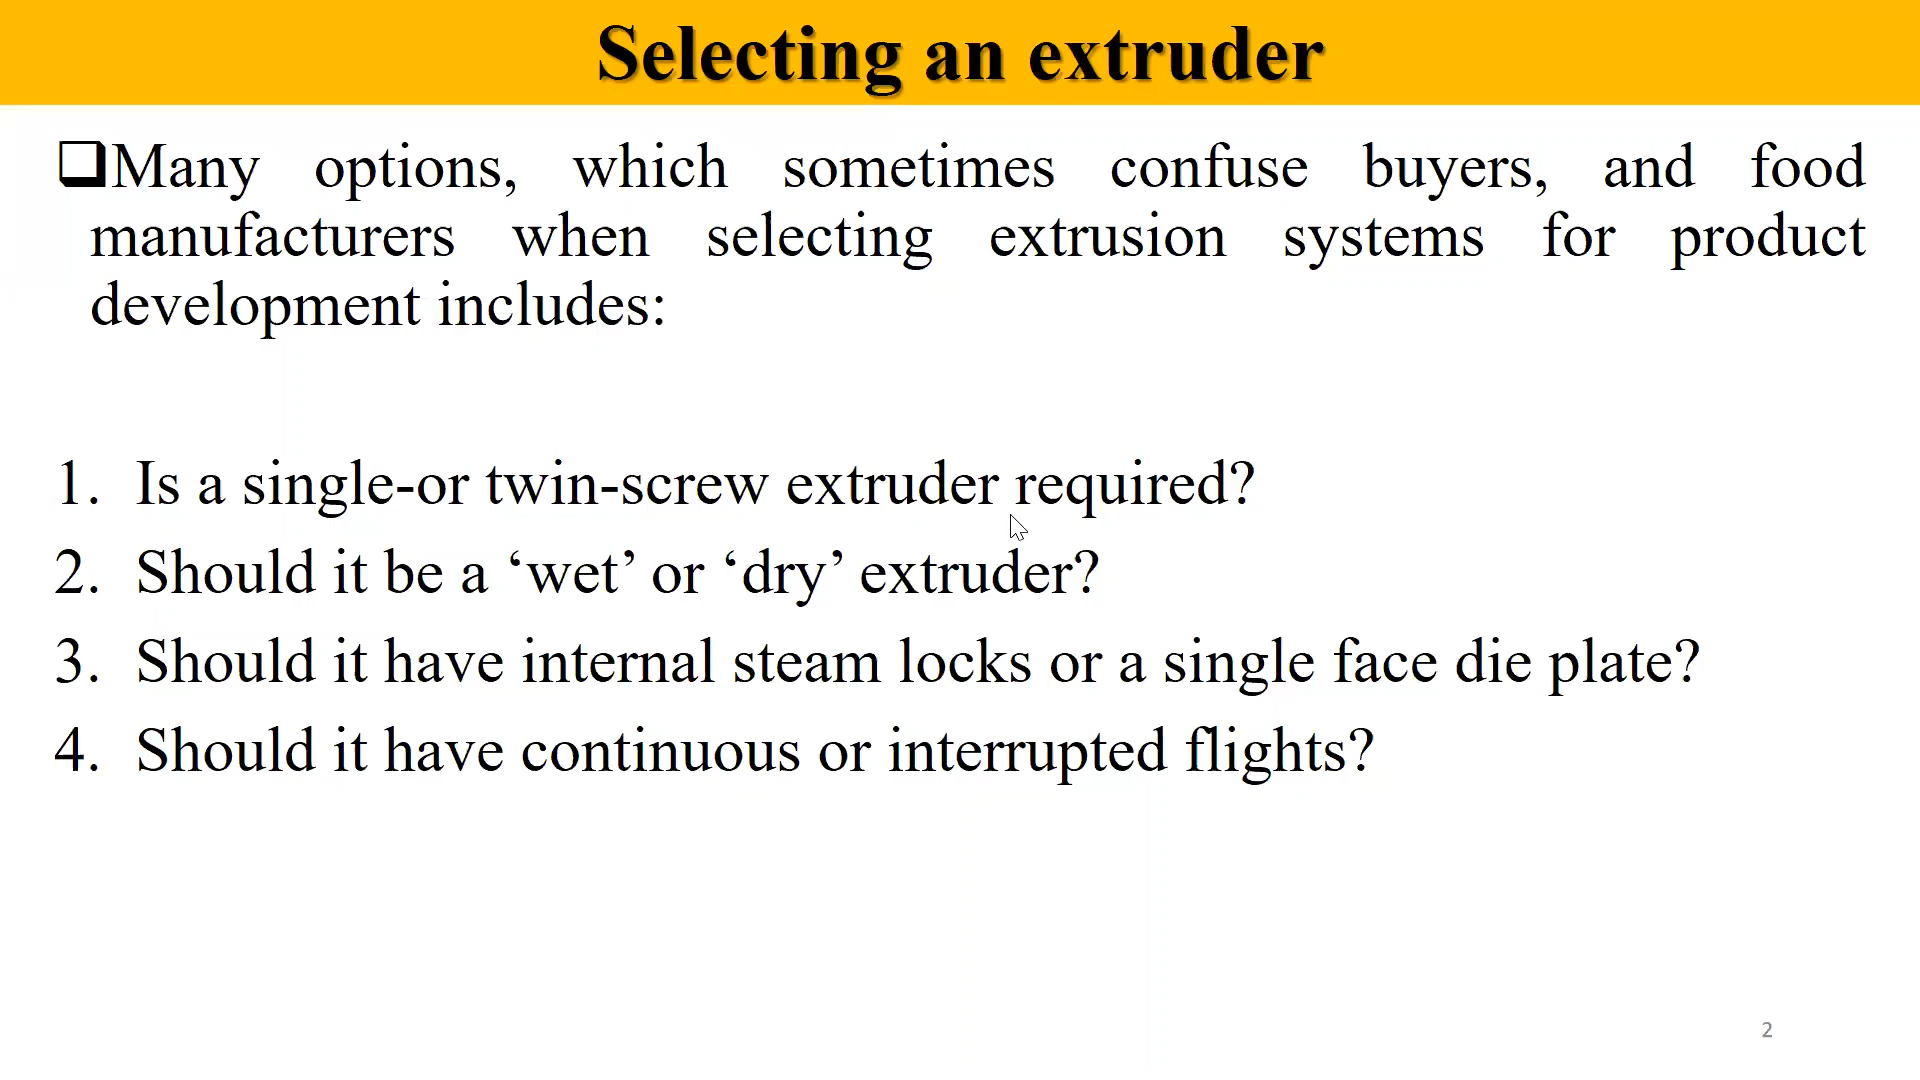 Selecting an extruder
❑Many options, which sometimes confuse buyers, and food
manufacturers when selecting extrusion systems for product
development includes:
1. Is a single-or twin-screw extruder required?
2. Should it be a ‘wet’ or ‘dry’ extruder?
3. Should it have internal steam locks or a single face die plate?
4. Should it have continuous or interrupted flights?
2